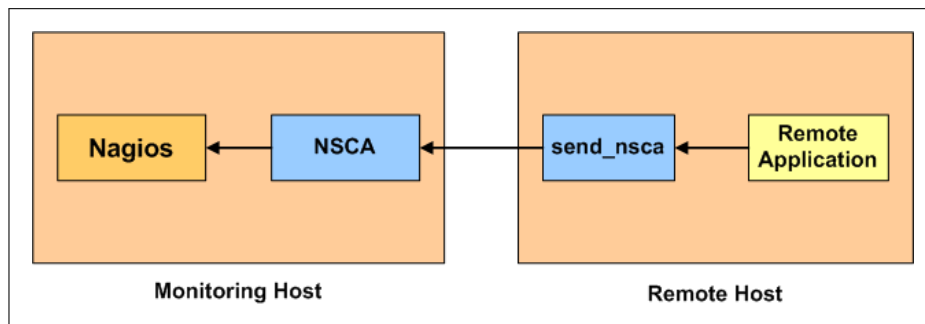 Nagios
NSCA
send_nsca
Remote
Application
Monitoring Host
Remote Host